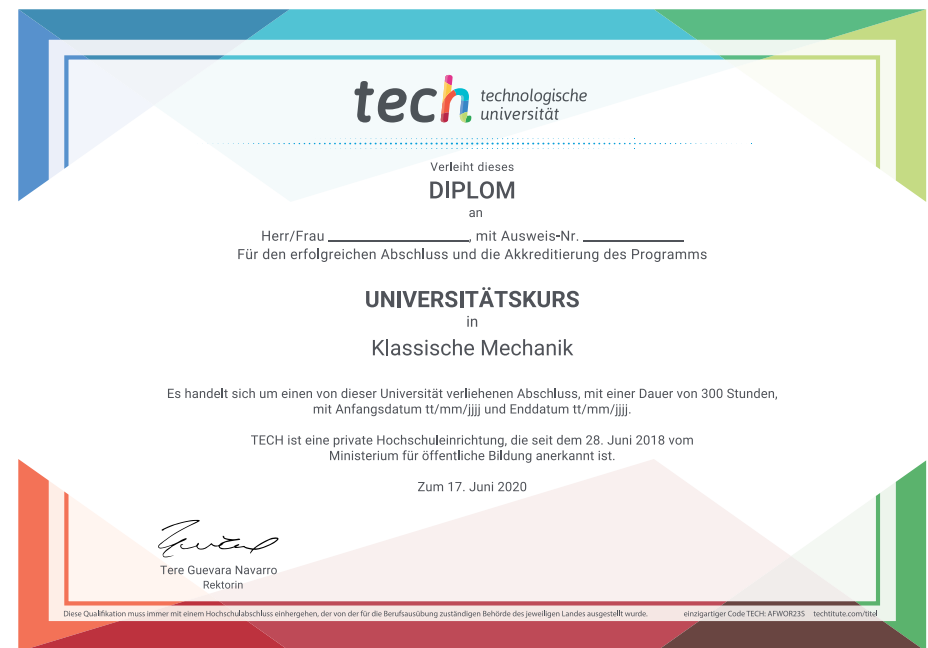 tech technologische
universität
Verleiht dieses
DIPLOM
an
Herr/Frau ____________________, mit Ausweis-Nr. _______________
Für den erfolgreichen Abschluss und die Akkreditierung des Programms
UNIVERSITÄTSKURS
in
Klassische Mechanik
Es handelt sich um einen von dieser Universität verliehenen Abschluss, mit einer Dauer von 300 Stunden,
mit Anfangsdatum tt/mm/jjjj und Enddatum tt/mm/jjjj.
TECH ist eine private Hochschuleinrichtung, die seit dem 28. Juni 2018 vom
Ministerium für öffentliche Bildung anerkannt ist.
Zum 17. Juni 2020
Tere Guevara Navarro
Rektorin
Diese Qualifikation muss immer mit einem Hochschulabschluss einhergehen, der von der für die Berufsausübung zuständigen Behörde des jeweiligen Landes ausgestellt wurde. einzigartiger Code TECH: AFWOR23S techtitute.com/titel